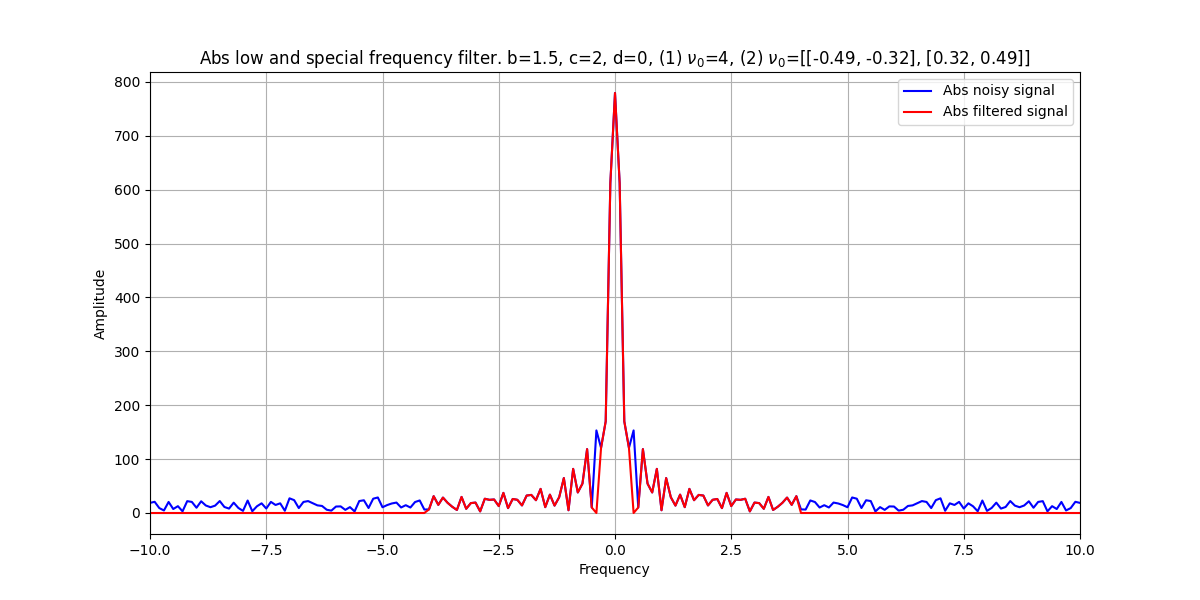 Abs low and special frequency filter. b=1.5, c=2, d=0, (1) ν₀=4, (2) ν₀=[[-0.49, -0.32], [0.32, 0.49]]
Abs noisy signal
Abs filtered signal
800
700
600
500
400
300
200
100
0
Amplitude
−10.0 −7.5 −5.0 −2.5 0.0 2.5 5.0 7.5 10.0
Frequency